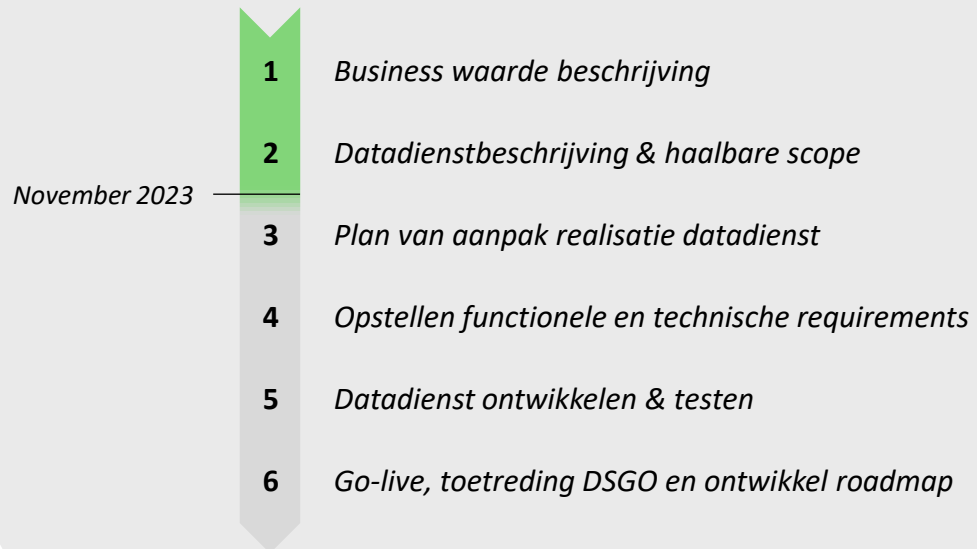 1 Business waarde beschrijving
2 Datadienstbeschrijving & haalbare scope
November 2023
3 Plan van aanpak realisatie datadienst
4 Opstellen functionele en technische requirements
5 Datadienst ontwikkelen & testen
6 Go-live, toetreding DSGO en ontwikkel roadmap